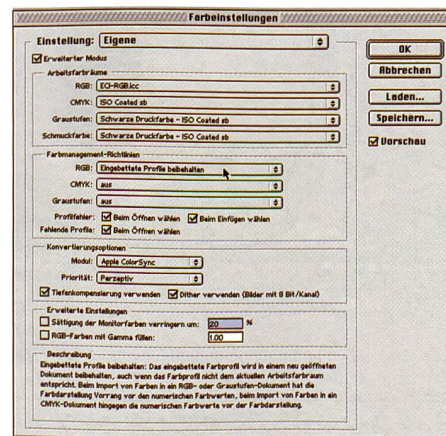 Farbeinstellungen
Einstellung: Eigene
Erweiterter Modus
Arbeitsfarbräume
RGB: ECI-RGB.icc
CMYK: ISO Coated sb
Graustufen: Schwarze Druckfarbe - ISO Coated sb
Schmuckfarbe: Schwarze Druckfarbe - ISO Coated sb
Farbmanagement-Richtlinien
RGB: Eingebettete Profile beibehalten
CMYK: aus
Graustufen: aus
Profilfehler: Beim Öffnen wählen Beim Einfügen wählen
Fehlende Profile: Beim Öffnen wählen
Konvertierungsoptionen
Modul: Apple ColorSync
Priorität: Perzeptiv
Tiefenkompensierung verwenden Dither verwenden (Bilder mit 8 Bit/Kanal)
Erweiterte Einstellungen
Sättigung der Monitorfarben verringern um: 20 %
RGB-Farben mit Gamma füllen: 1.00
Beschreibung
Eingebettete Profile beibehalten: Das eingebettete Farbprofil wird in einem neu geöffneten
Dokument beibehalten, auch wenn das Farbprofil nicht dem aktuellen Arbeitsfarbraum
entspricht. Beim Import von Farben in ein RGB- oder Graustufen-Dokument hat die
Farbdarstellung Vorrang vor den numerischen Farbwerten, beim Import von Farben in ein
CMYK-Dokument hingegen die numerischen Farbwerte vor der Farbdarstellung.
OK
Abbrechen
Laden...
Speichern...
Vorschau